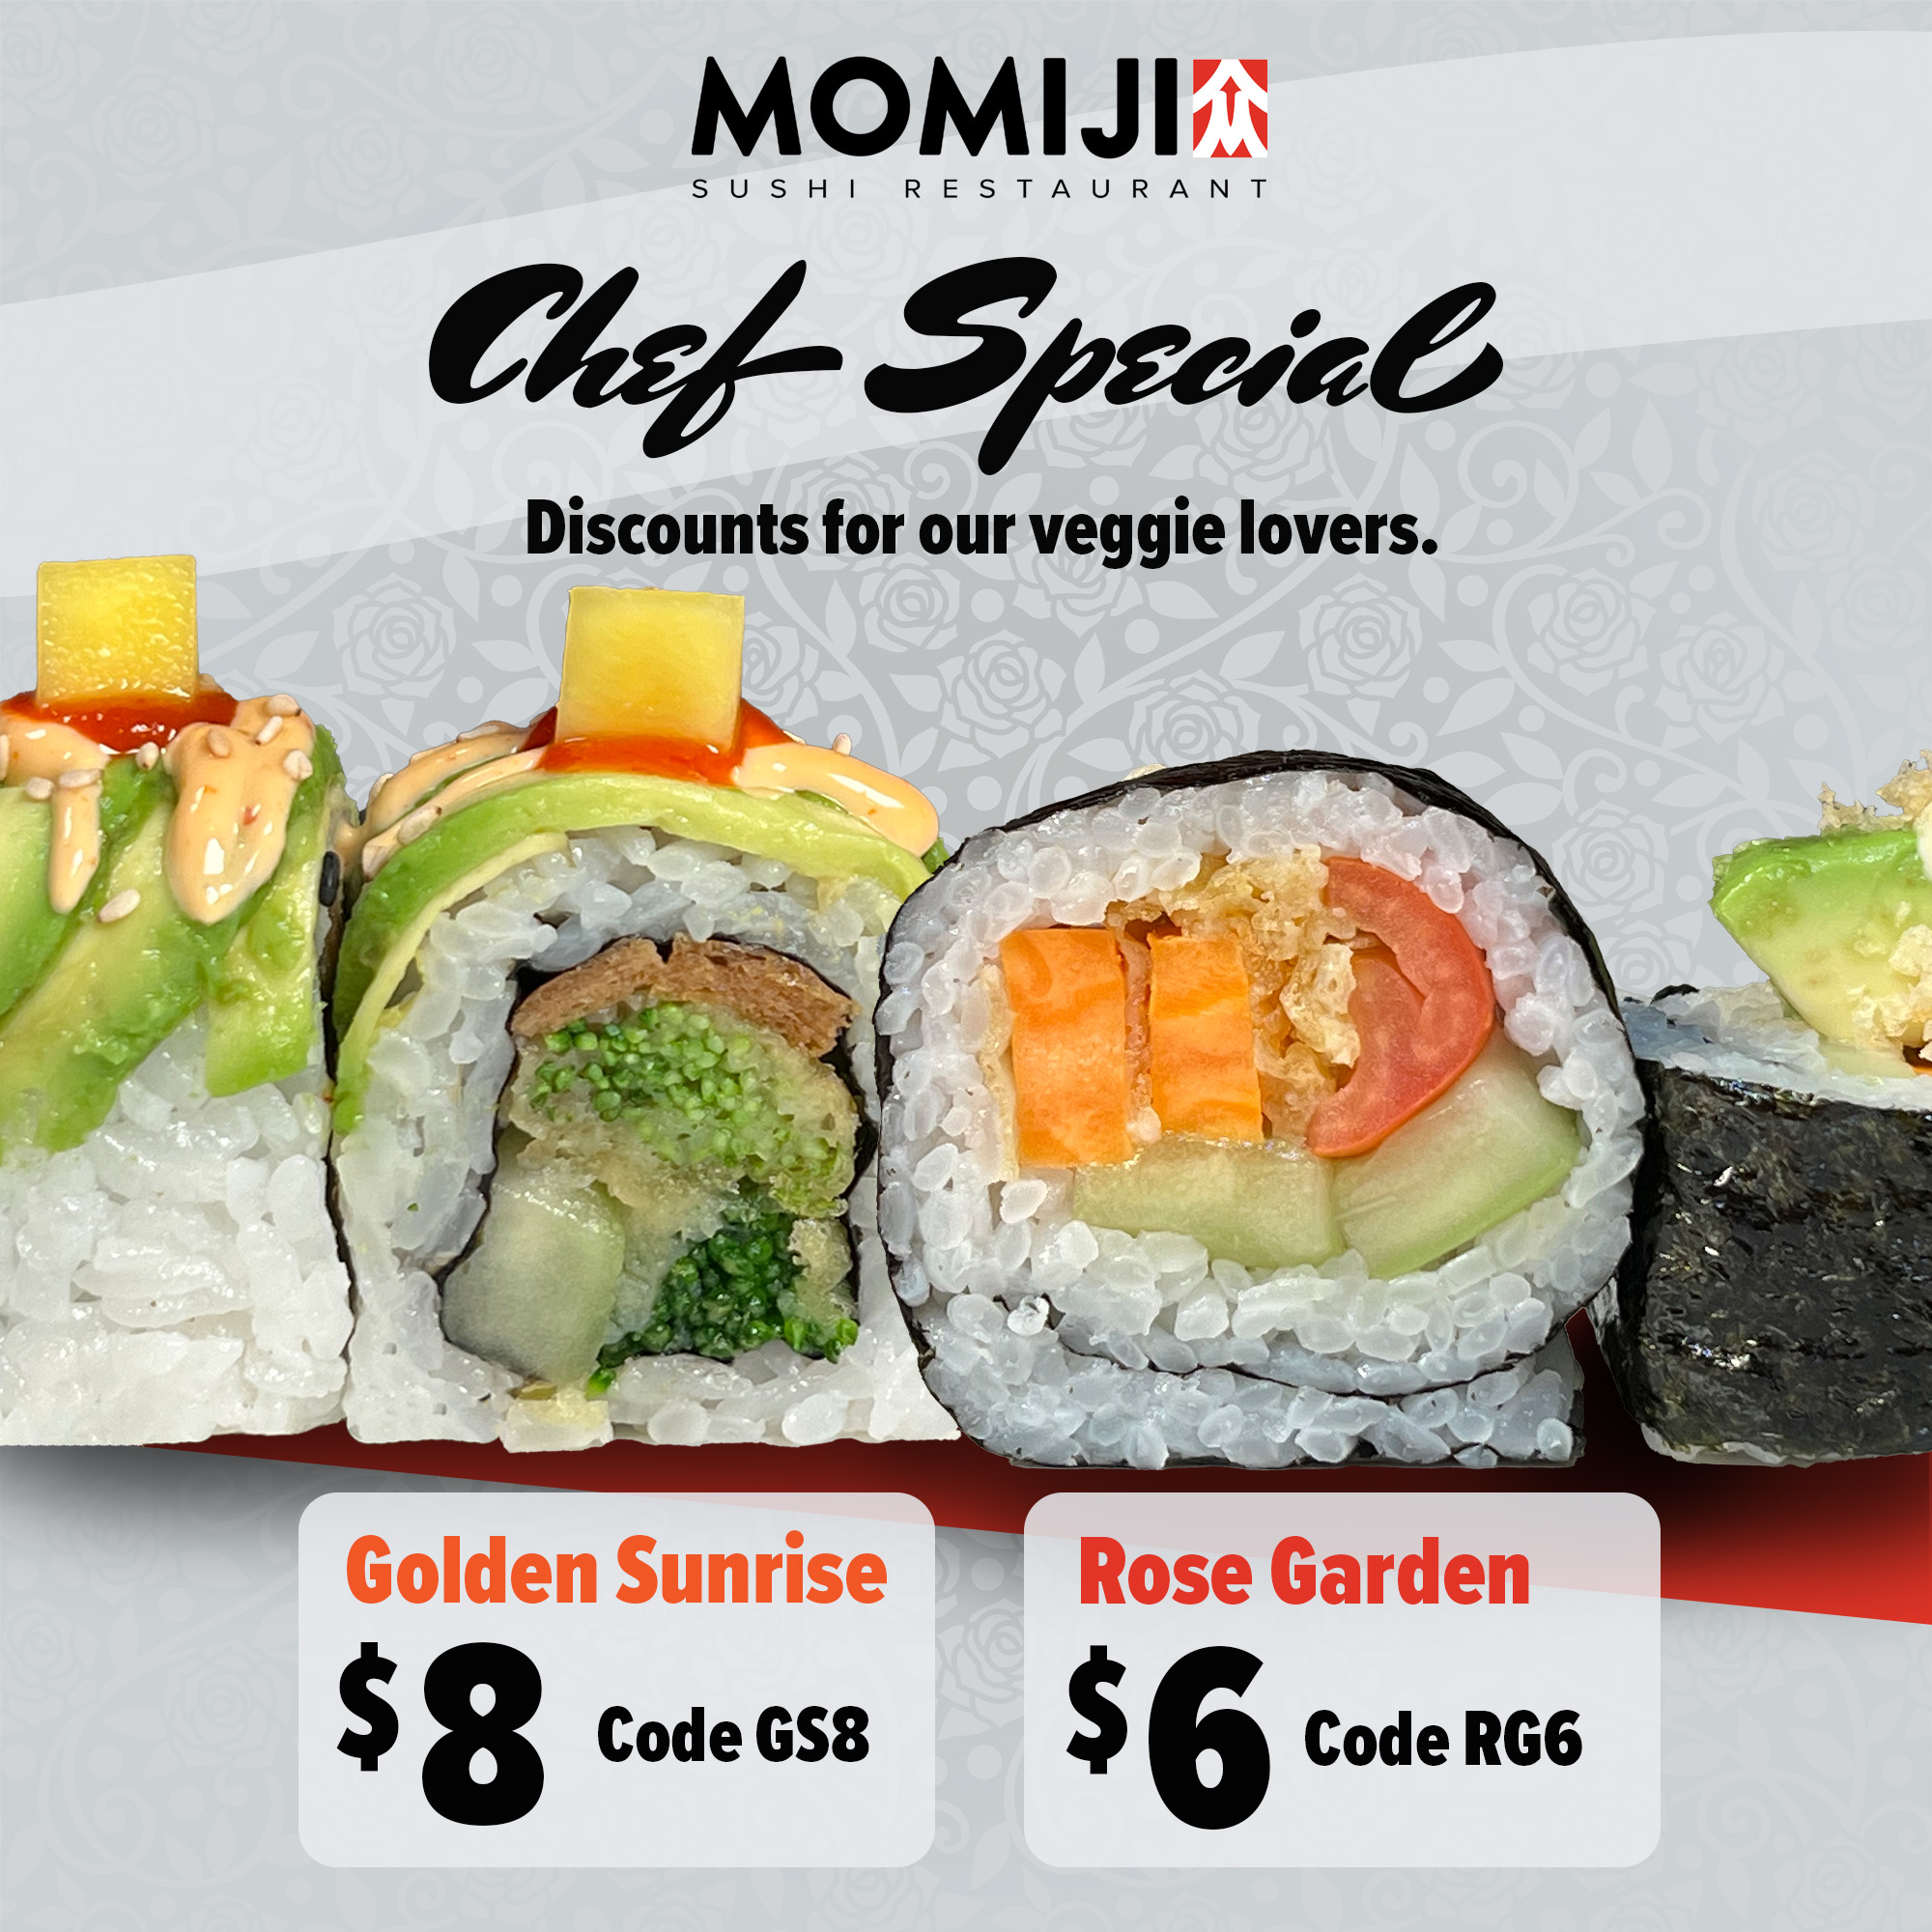 MOMIJI
SUSHI RESTAURANT
Chef Special
Discounts for our veggie lovers.
Golden Sunrise
$8 Code GS8
Rose Garden
$6 Code RG6